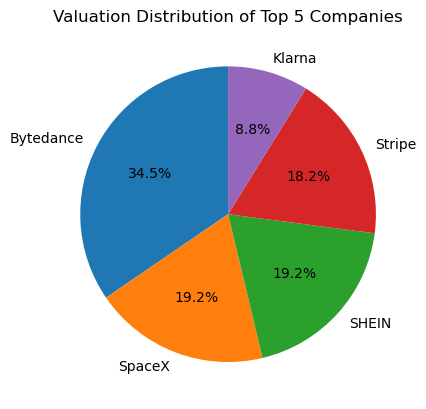 Valuation Distribution of Top 5 Companies
Klarna
8.8%
Bytedance
34.5%
Stripe
18.2%
19.2%
SpaceX
19.2%
SHEIN